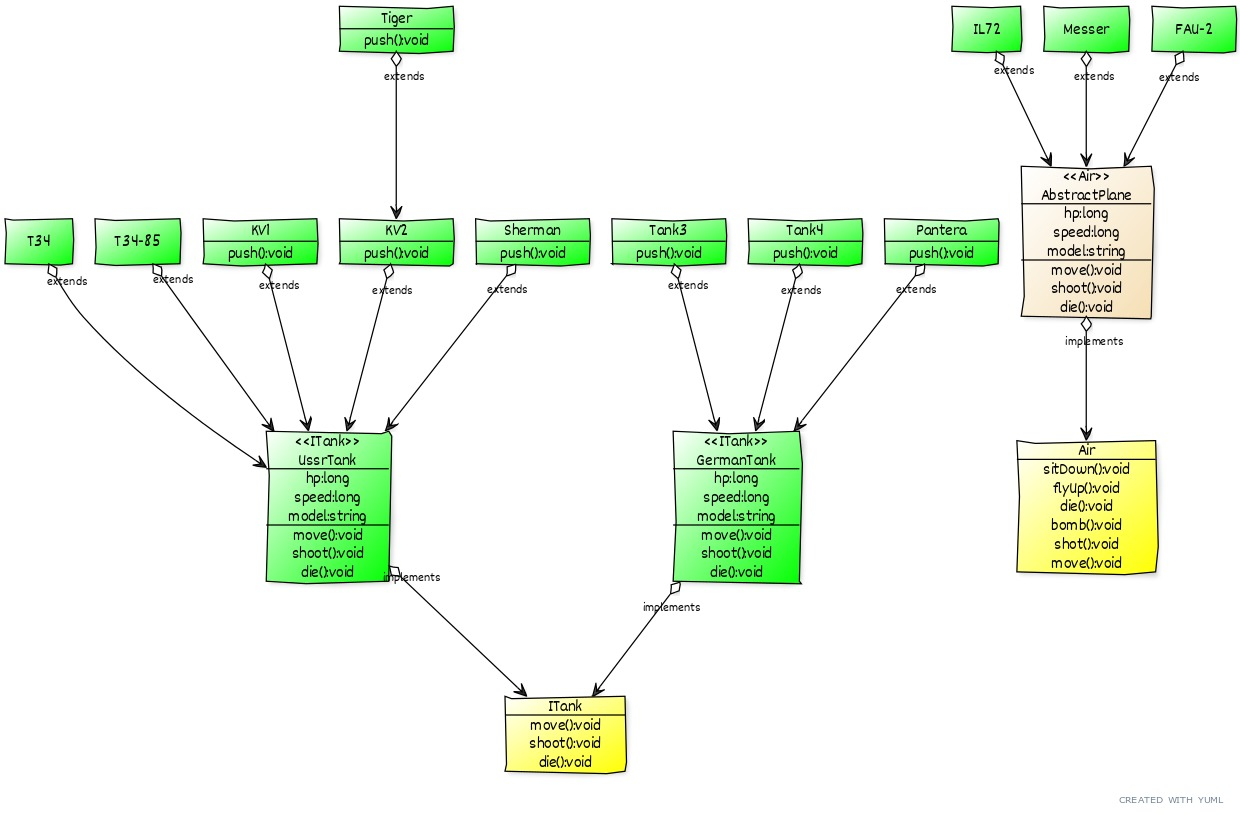 Tiger
push():void
extends
IL72
Messer
FAU-2
extends
extends
extends
<<Air>>
AbstractPlane
hp:long
speed:long
model:string
move():void
shoot():void
die():void
implements
T34
T34-85
KV1
push():void
KV2
push():void
Sherman
push():void
Tank3
push():void
Tank4
push():void
Pantera
push():void
extends
extends
extends
extends
extends
extends
extends
extends
<<ITank>>
UssrTank
hp:long
speed:long
model:string
move():void
shoot():void
die():void
implements
<<ITank>>
GermanTank
hp:long
speed:long
model:string
move():void
shoot():void
die():void
implements
Air
sitDown():void
flyUp():void
die():void
bomb():void
shot():void
move():void
ITank
move():void
shoot():void
die():void
CREATED WITH YUML